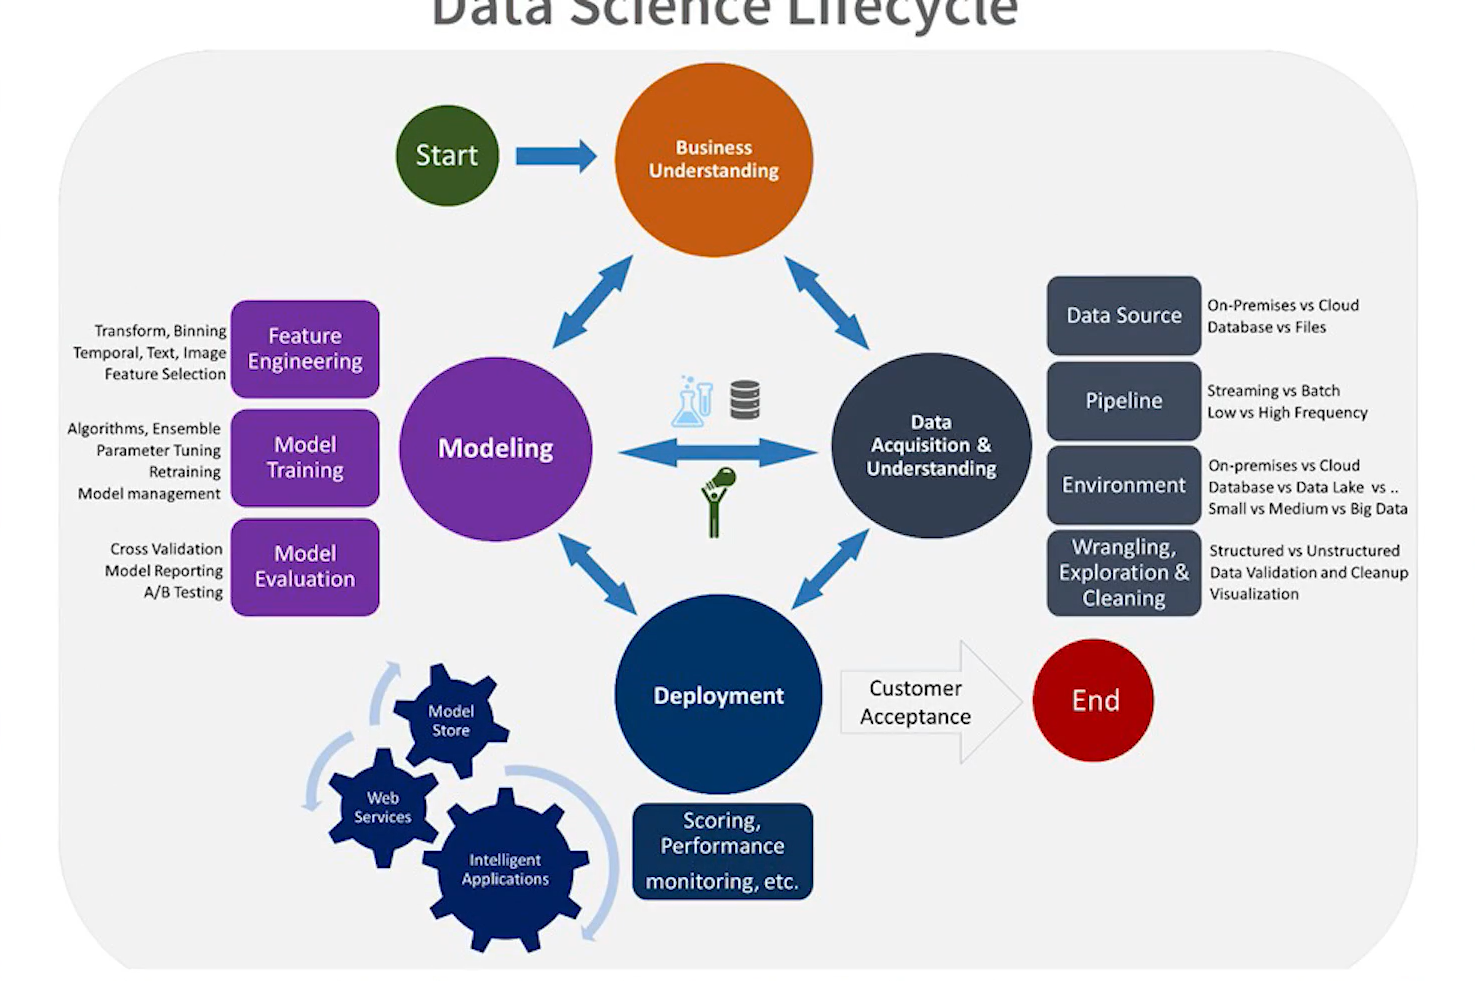 Data Science Lifecycle
Start
Business
Understanding
Transform, Binning
Temporal, Text, Image
Feature Selection
Feature
Engineering
Algorithms, Ensemble
Parameter Tuning
Retraining
Model management
Model
Training
Cross Validation
Model Reporting
A/B Testing
Model
Evaluation
Modeling
Data
Acquisition &
Understanding
Data Source
On-Premises vs Cloud
Database vs Files
Pipeline
Streaming vs Batch
Low vs High Frequency
Environment
On-premises vs Cloud
Database vs Data Lake vs ..
Small vs Medium vs Big Data
Wrangling,
Exploration &
Cleaning
Structured vs Unstructured
Data Validation and Cleanup
Visualization
Deployment
Customer
Acceptance
End
Model
Store
Web
Services
Intelligent
Applications
Scoring,
Performance
monitoring, etc.